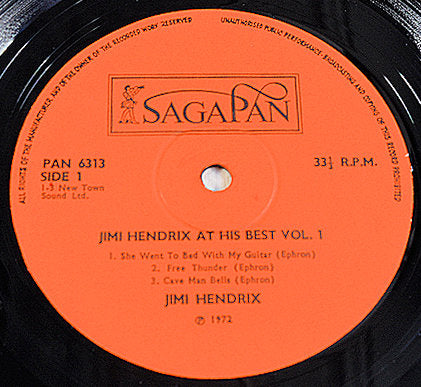 ALL RIGHTS OF THE MANUFACTURER AND OF THE OWNER OF THE RECORDED WORK RESERVED
UNAUTHORISED PUBLIC PERFORMANCE, BROADCASTING AND COPYING OF THIS RECORD PROHIBITED
SAGAPAN
PAN 6313
SIDE 1
1-3 New Town
Sound Ltd.
33⅓ R.P.M.
JIMI HENDRIX AT HIS BEST VOL. 1
1. She Went To Bed With My Guitar (Ephron)
2. Free Thunder (Ephron)
3. Cave Man Bells (Ephron)
JIMI HENDRIX
℗ 1972